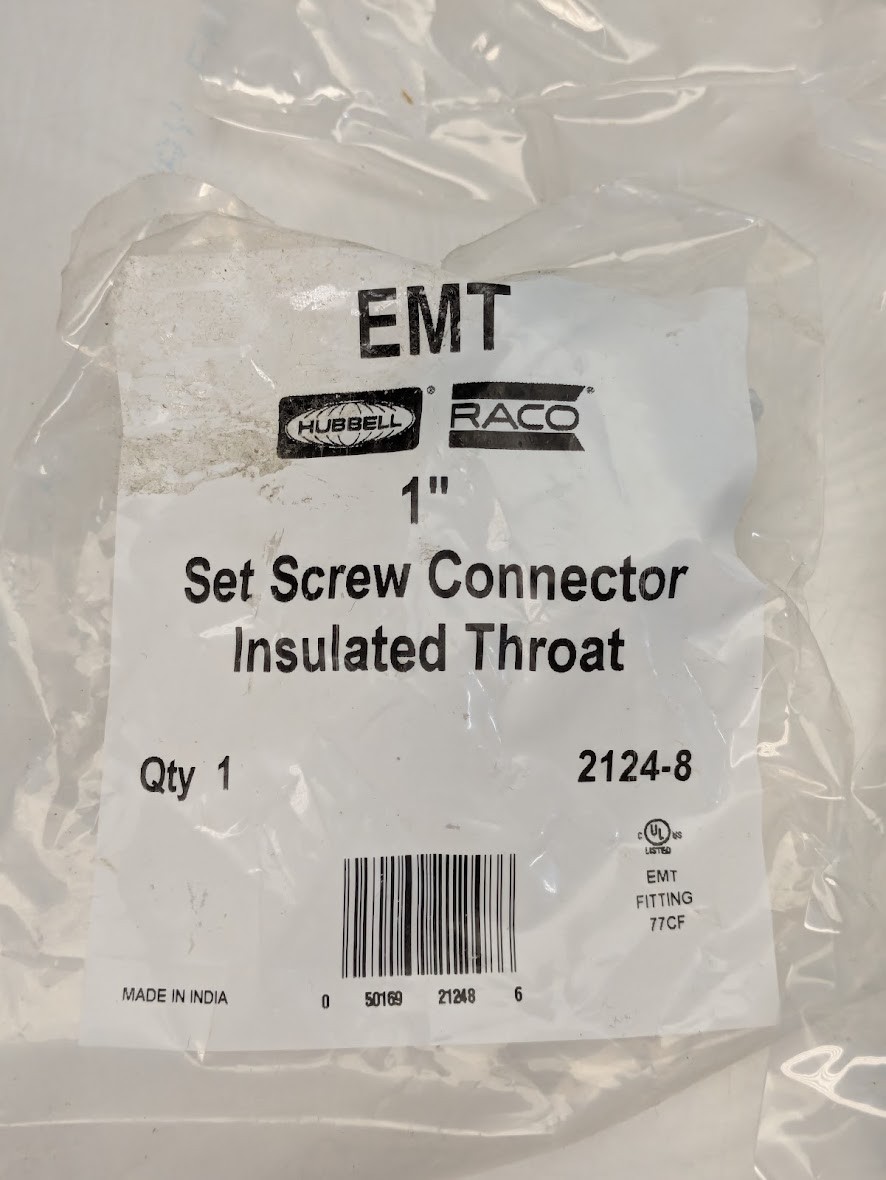 EMT
HUBBELL® RACO®
1"
Set Screw Connector
Insulated Throat
Qty 1
2124-8
C UL US
LISTED
EMT
FITTING
77CF
MADE IN INDIA
0 50169 21248 6